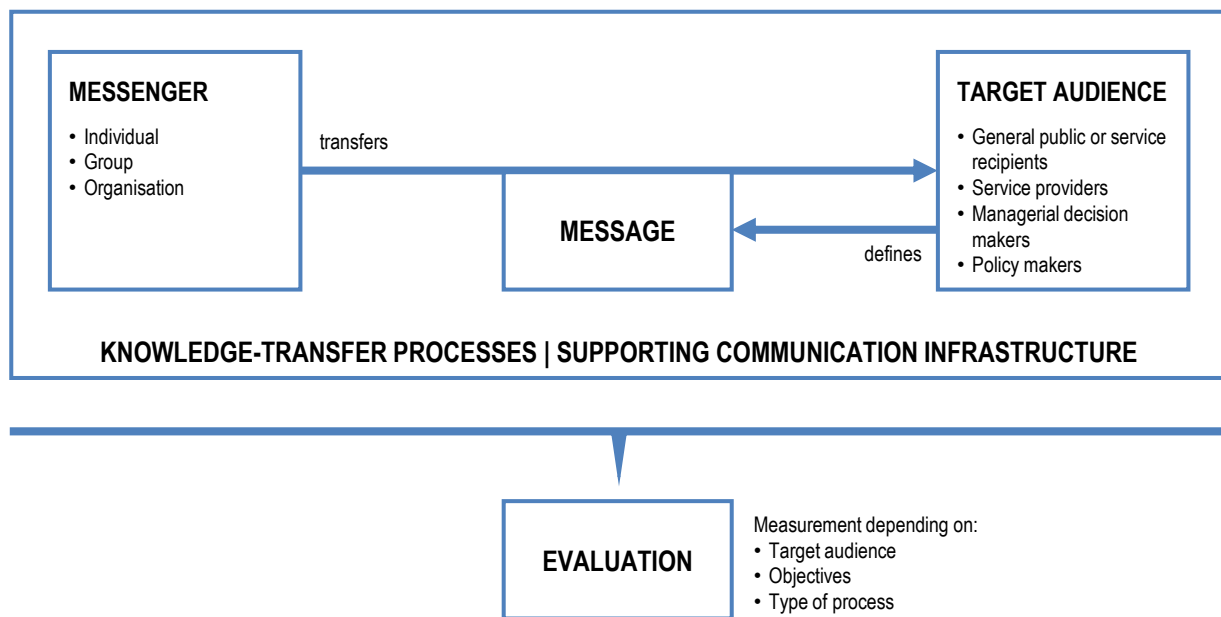 MESSENGER
• Individual
• Group
• Organisation
transfers
MESSAGE
defines
TARGET AUDIENCE
• General public or service
recipients
• Service providers
• Managerial decision
makers
• Policy makers
KNOWLEDGE-TRANSFER PROCESSES | SUPPORTING COMMUNICATION INFRASTRUCTURE
EVALUATION
Measurement depending on:
• Target audience
• Objectives
• Type of process